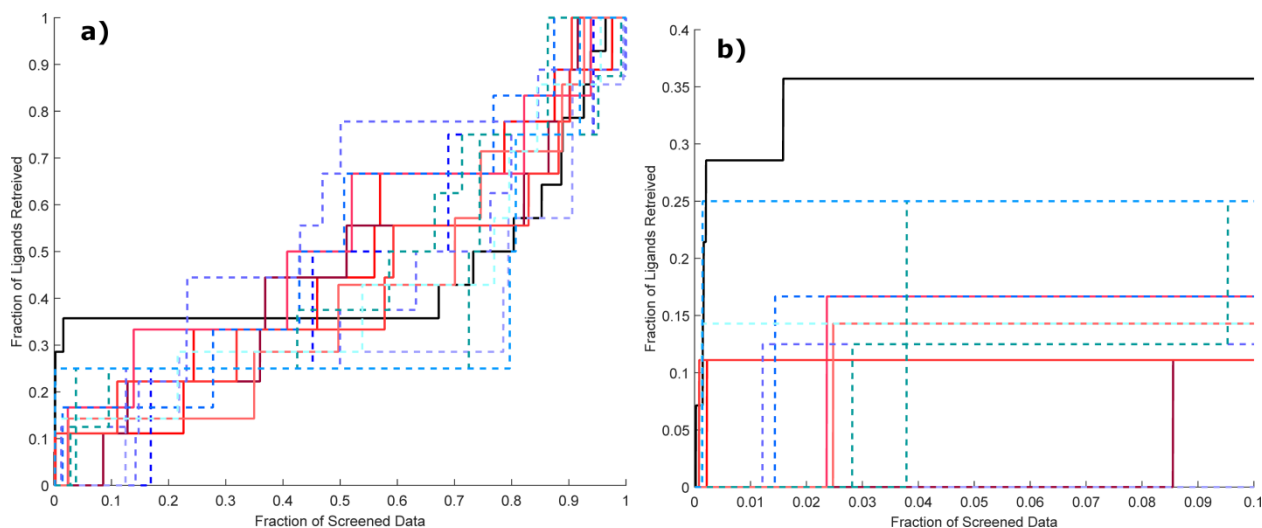 a)
1
0.9
0.8
0.7
0.6
0.5
0.4
0.3
0.2
0.1
0
0 0.1 0.2 0.3 0.4 0.5 0.6 0.7 0.8 0.9 1
Fraction of Ligands Retreived
Fraction of Screened Data
b)
0.4
0.35
0.3
0.25
0.2
0.15
0.1
0.05
0
0 0.01 0.02 0.03 0.04 0.05 0.06 0.07 0.08 0.09 0.1
Fraction of Ligands Retreived
Fraction of Screened Data